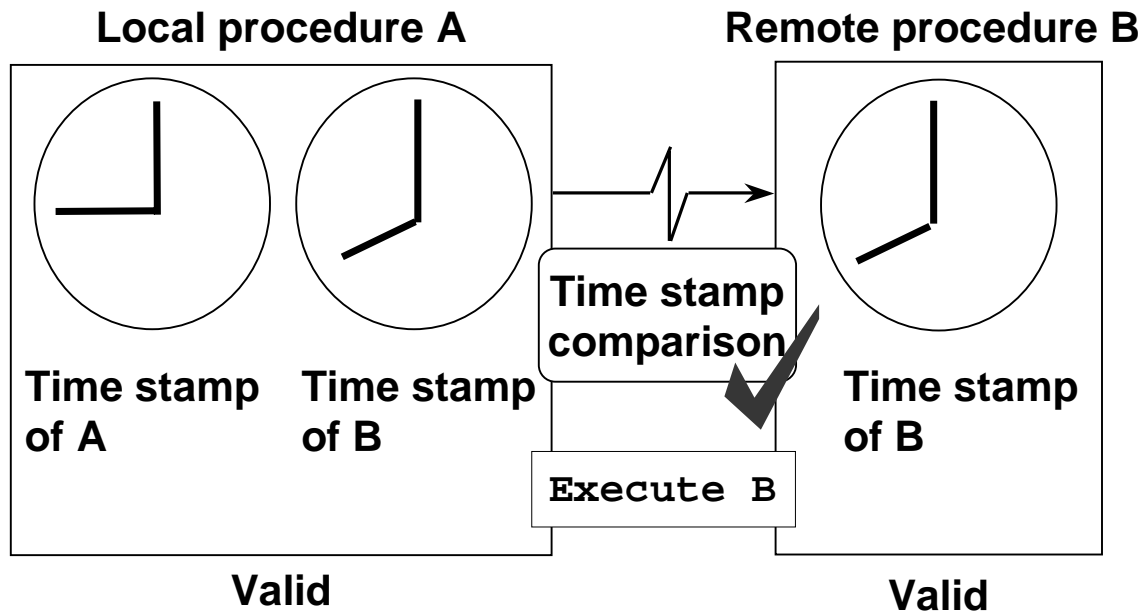 Local procedure A
Remote procedure B
Time stamp
comparison
Time stamp
of A
Time stamp
of B
Time stamp
of B
Execute B
Valid
Valid